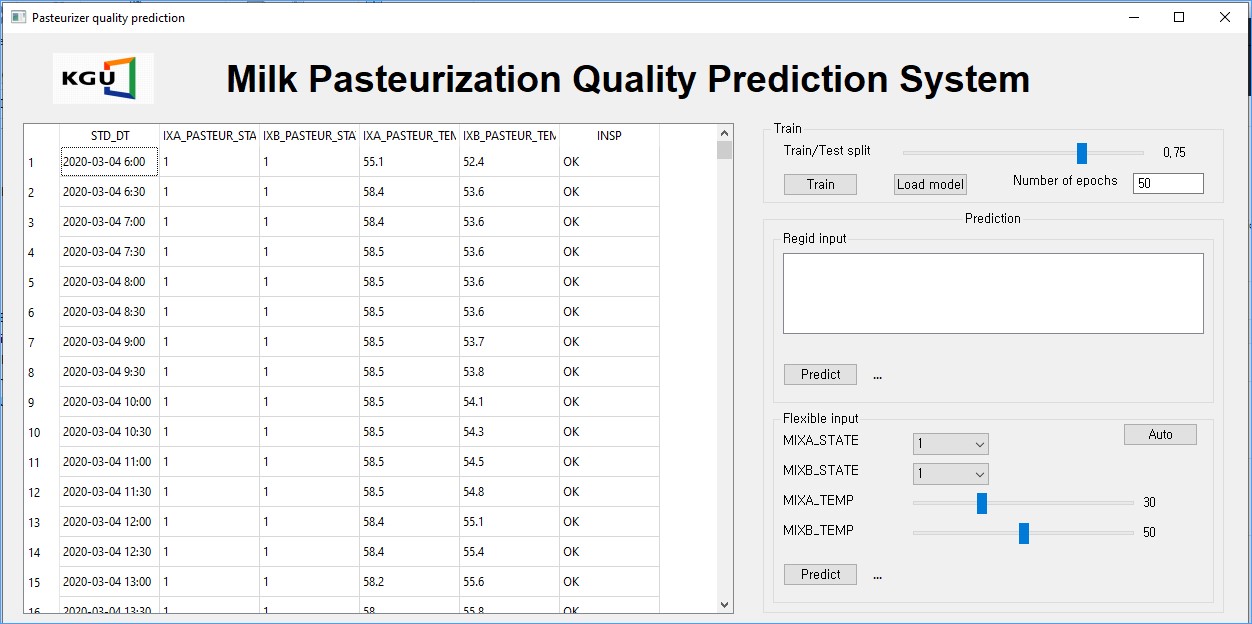 Pasteurizer quality prediction
KGU
Milk Pasteurization Quality Prediction System
STD_DT IXA_PASTEUR_STA IXB_PASTEUR_STA IXA_PASTEUR_TEM IXB_PASTEUR_TEM INSP
1 2020-03-04 6:00 1 1 55.1 52.4 OK
2 2020-03-04 6:30 1 1 58.4 53.6 OK
3 2020-03-04 7:00 1 1 58.4 53.6 OK
4 2020-03-04 7:30 1 1 58.5 53.6 OK
5 2020-03-04 8:00 1 1 58.5 53.6 OK
6 2020-03-04 8:30 1 1 58.5 53.6 OK
7 2020-03-04 9:00 1 1 58.5 53.7 OK
8 2020-03-04 9:30 1 1 58.5 53.8 OK
9 2020-03-04 10:00 1 1 58.5 54.1 OK
10 2020-03-04 10:30 1 1 58.5 54.3 OK
11 2020-03-04 11:00 1 1 58.5 54.5 OK
12 2020-03-04 11:30 1 1 58.5 54.8 OK
13 2020-03-04 12:00 1 1 58.4 55.1 OK
14 2020-03-04 12:30 1 1 58.4 55.4 OK
15 2020-03-04 13:00 1 1 58.2 55.6 OK
16 2020-03-04 13:30 1 1 58 55.8 OK
Train
Train/Test split 0,75
Train Load model Number of epochs 50
Prediction
Regid input
Predict ...
Flexible input
Auto
MIXA_STATE 1
MIXB_STATE 1
MIXA_TEMP 30
MIXB_TEMP 50
Predict ...